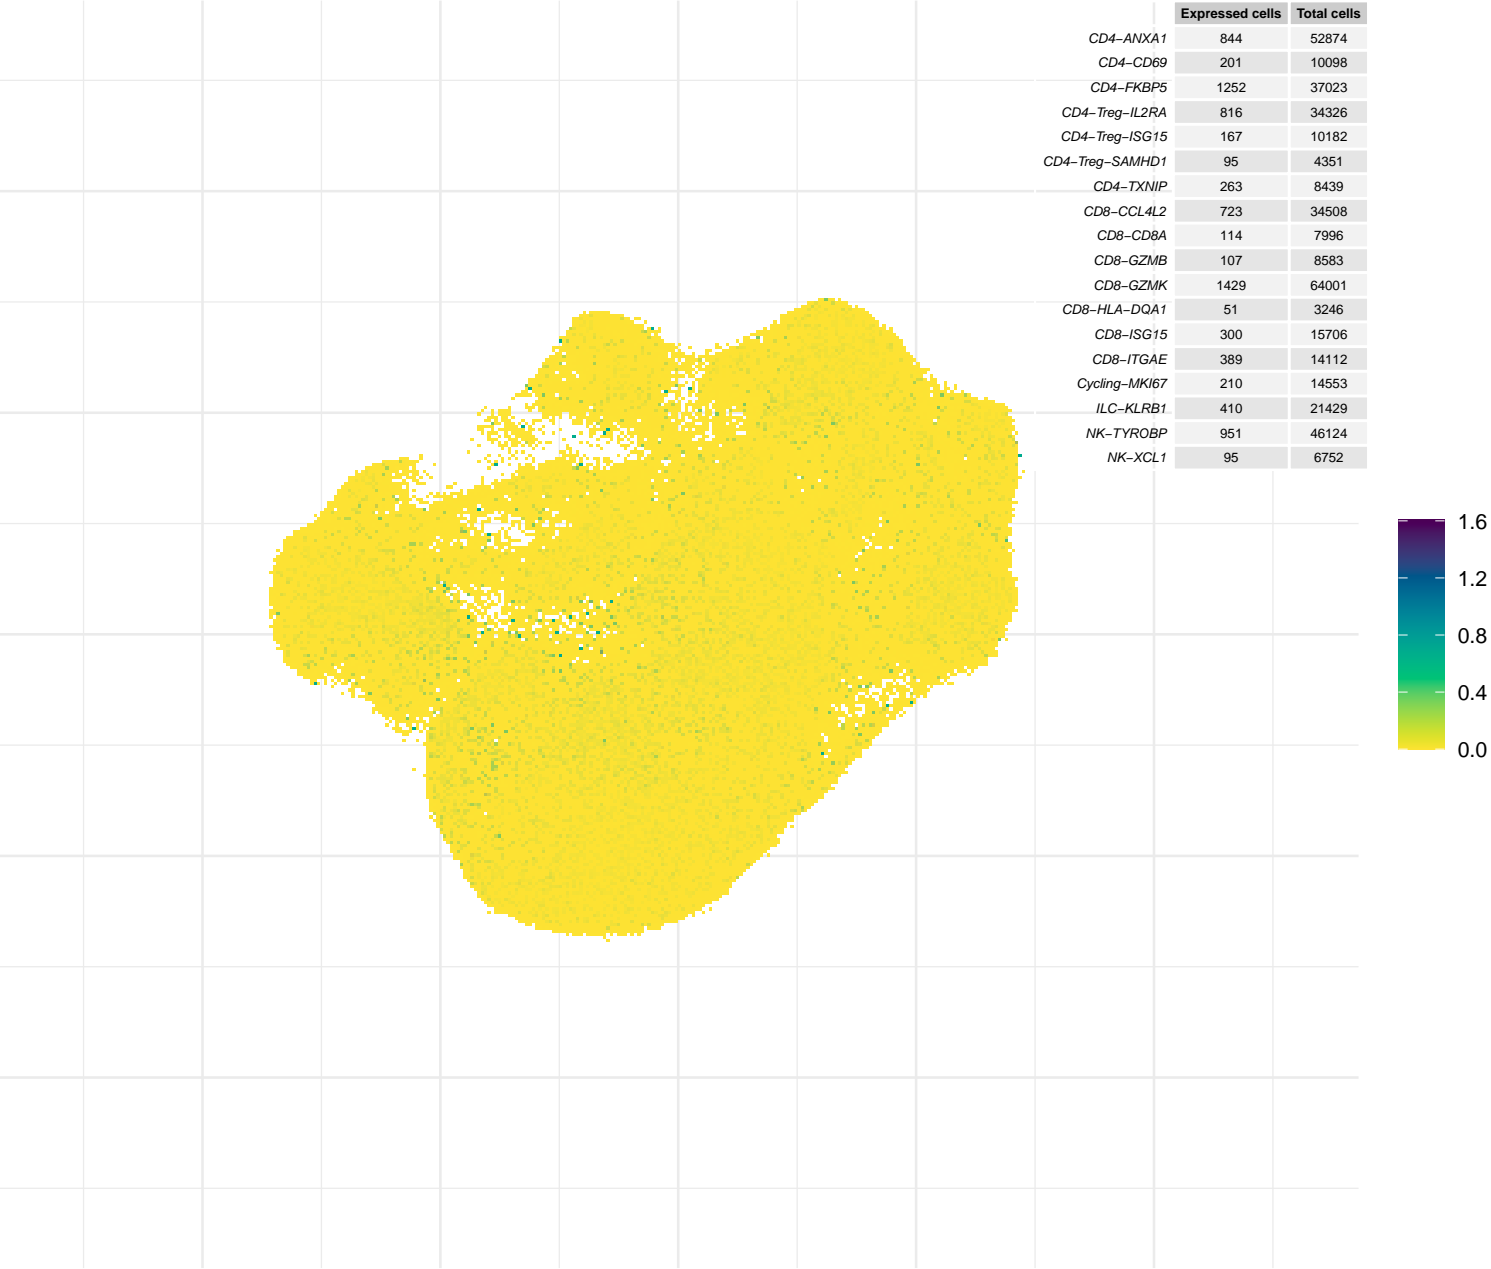 Expressed cells Total cells
CD4−ANXA1 844 52874
CD4−CD69 201 10098
CD4−FKBP5 1252 37023
CD4−Treg−IL2RA 816 34326
CD4−Treg−ISG15 167 10182
CD4−Treg−SAMHD1 95 4351
CD4−TXNIP 263 8439
CD8−CCL4L2 723 34508
CD8−CD8A 114 7996
CD8−GZMB 107 8583
CD8−GZMK 1429 64001
CD8−HLA−DQA1 51 3246
CD8−ISG15 300 15706
CD8−ITGAE 389 14112
Cycling−MKI67 210 14553
ILC−KLRB1 410 21429
NK−TYROBP 951 46124
NK−XCL1 95 6752
1.6
1.2
0.8
0.4
0.0